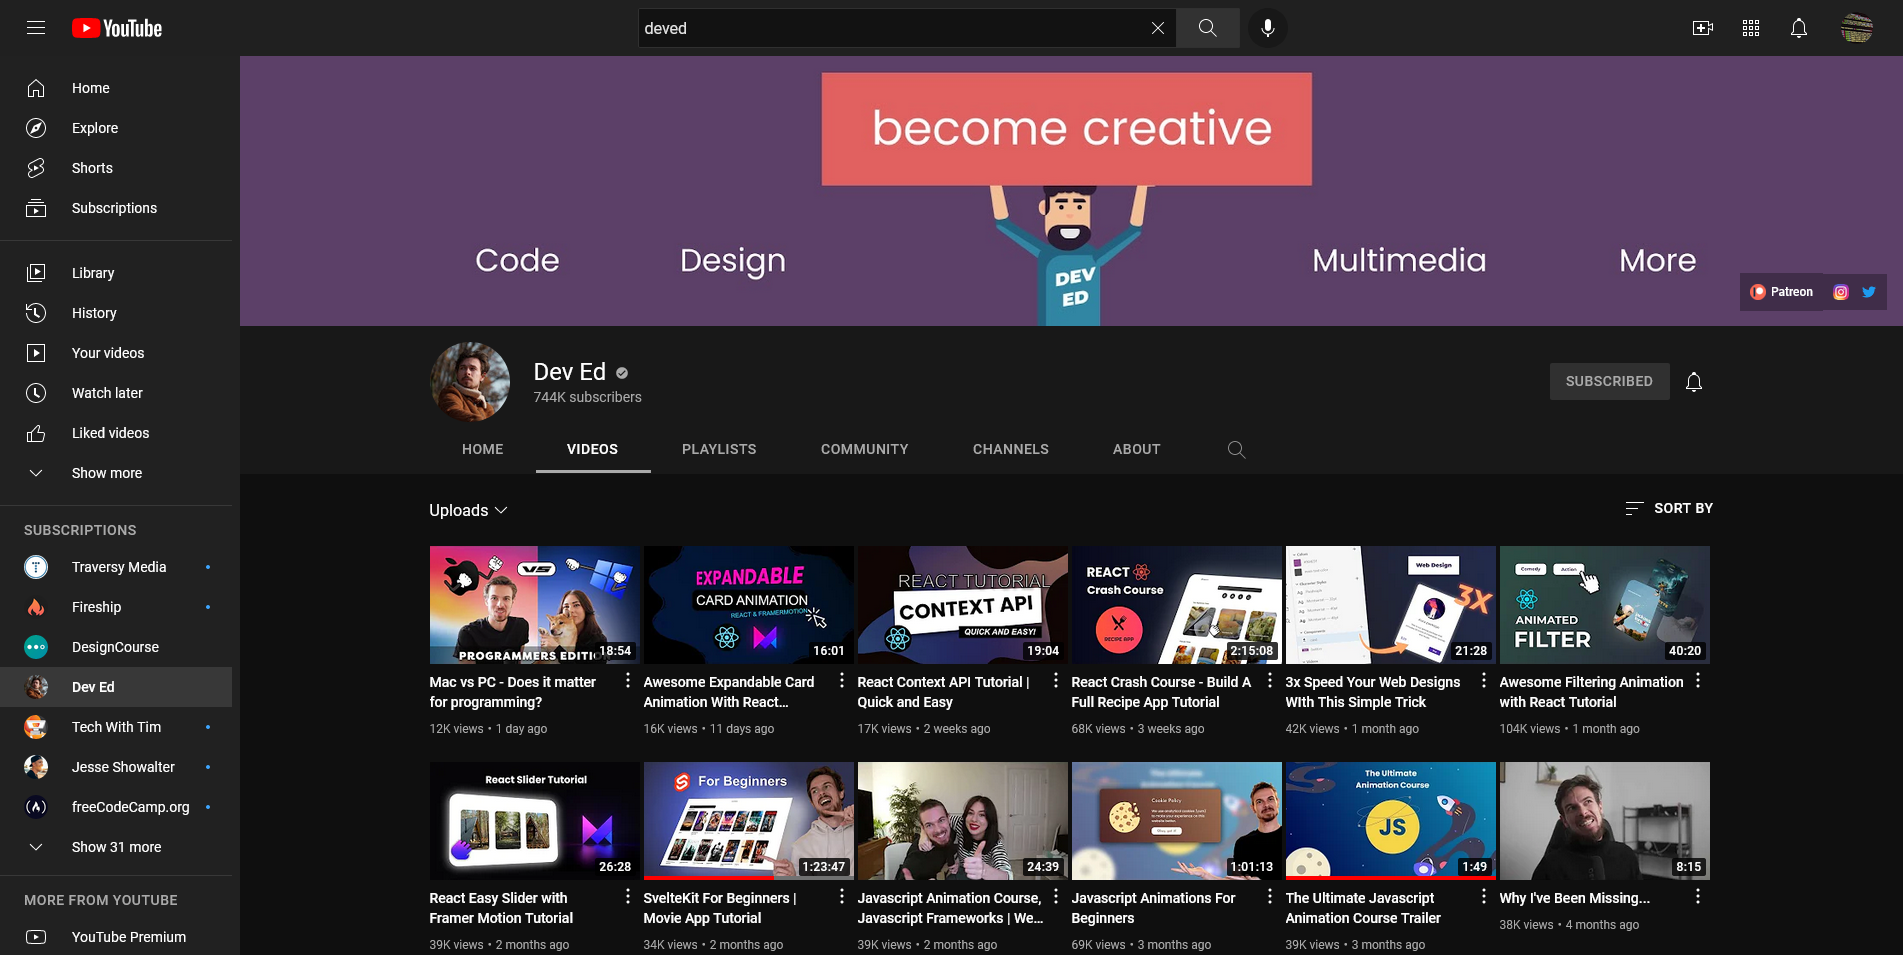 YouTube
deved
Home
Explore
Shorts
Subscriptions
Library
History
Your videos
Watch later
Liked videos
Show more
SUBSCRIPTIONS
Traversy Media
Fireship
DesignCourse
Dev Ed
Tech With Tim
Jesse Showalter
freeCodeCamp.org
Show 31 more
MORE FROM YOUTUBE
YouTube Premium
become creative
Code
Design
Multimedia
More
DEV
ED
Patreon
Dev Ed
744K subscribers
SUBSCRIBED
HOME
VIDEOS
PLAYLISTS
COMMUNITY
CHANNELS
ABOUT
Uploads
SORT BY
VS
PROGRAMMERS EDITIO
18:54
Mac vs PC - Does it matter
for programming?
12K views • 1 day ago
EXPANDABLE
CARD ANIMATION
REACT & FRAMERMOTION
16:01
Awesome Expandable Card
Animation With React...
16K views • 11 days ago
REACT TUTORIAL
CONTEXT API
QUICK AND EASY!
19:04
React Context API Tutorial |
Quick and Easy
17K views • 2 weeks ago
REACT
Crash Course
RECIPE APP
2:15:08
React Crash Course - Build A
Full Recipe App Tutorial
68K views • 3 weeks ago
Web Design
3X
21:28
3x Speed Your Web Designs
WIth This Simple Trick
42K views • 1 month ago
Comedy
Action
ANIMATED
FILTER
40:20
Awesome Filtering Animation
with React Tutorial
104K views • 1 month ago
React Slider Tutorial
26:28
React Easy Slider with
Framer Motion Tutorial
39K views • 2 months ago
For Beginners
1:23:47
SvelteKit For Beginners |
Movie App Tutorial
34K views • 2 months ago
24:39
Javascript Animation Course,
Javascript Frameworks | We...
39K views • 2 months ago
Cookie Policy
1:01:13
Javascript Animations For
Beginners
69K views • 3 months ago
The Ultimate
Animation Course
JS
1:49
The Ultimate Javascript
Animation Course Trailer
39K views • 3 months ago
8:15
Why I've Been Missing...
38K views • 4 months ago